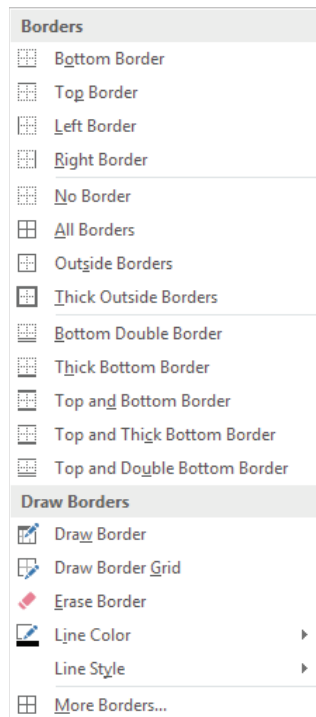 Borders
Bottom Border
Top Border
Left Border
Right Border
No Border
All Borders
Outside Borders
Thick Outside Borders
Bottom Double Border
Thick Bottom Border
Top and Bottom Border
Top and Thick Bottom Border
Top and Double Bottom Border
Draw Borders
Draw Border
Draw Border Grid
Erase Border
Line Color
Line Style
More Borders...